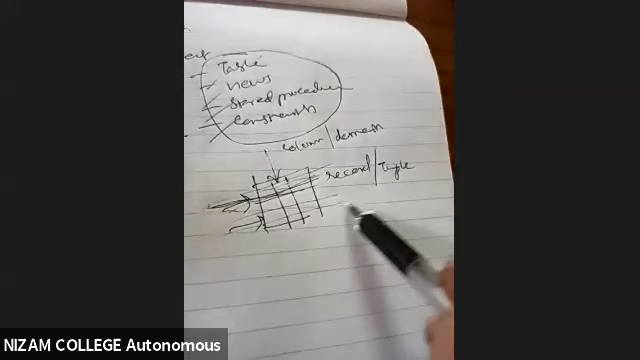 Table
views
Stored procedure
constraints
column/domain
record/Tuple
NIZAM COLLEGE Autonomous